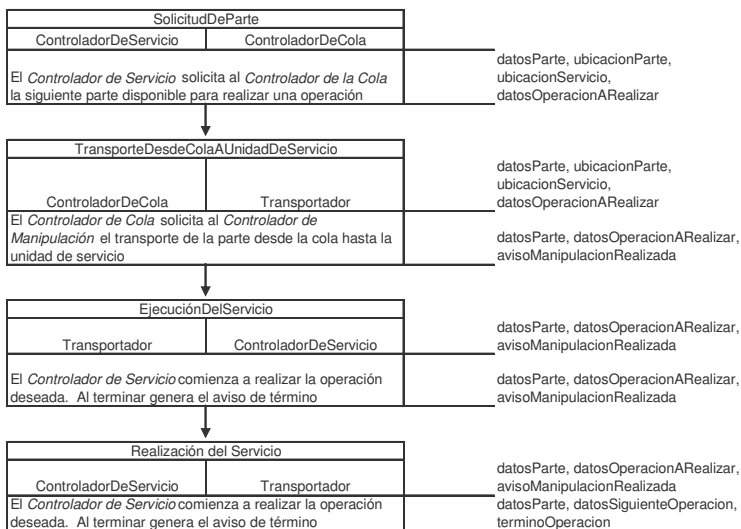 SolicitudDeParte
ControladorDeServicio ControladorDeCola
El Controlador de Servicio solicita al Controlador de la Cola
la siguiente parte disponible para realizar una operación
datosParte, ubicacionParte,
ubicacionServicio,
datosOperacionARealizar
TransporteDesdeColaAUnidadDeServicio
ControladorDeCola Transportador
datosParte, ubicacionParte,
ubicacionServicio,
datosOperacionARealizar
El Controlador de Cola solicita al Controlador de
Manipulación el transporte de la parte desde la cola hasta la
unidad de servicio
datosParte, datosOperacionARealizar,
avisoManipulacionRealizada
EjecuciónDelServicio
Transportador ControladorDeServicio
datosParte, datosOperacionARealizar,
avisoManipulacionRealizada
El Controlador de Servicio comienza a realizar la operación
deseada. Al terminar genera el aviso de término
datosParte, datosOperacionARealizar,
avisoManipulacionRealizada
Realización del Servicio
ControladorDeServicio Transportador
datosParte, datosOperacionARealizar,
avisoManipulacionRealizada
El Controlador de Servicio comienza a realizar la operación
deseada. Al terminar genera el aviso de término
datosParte, datosSiguienteOperacion,
terminoOperacion